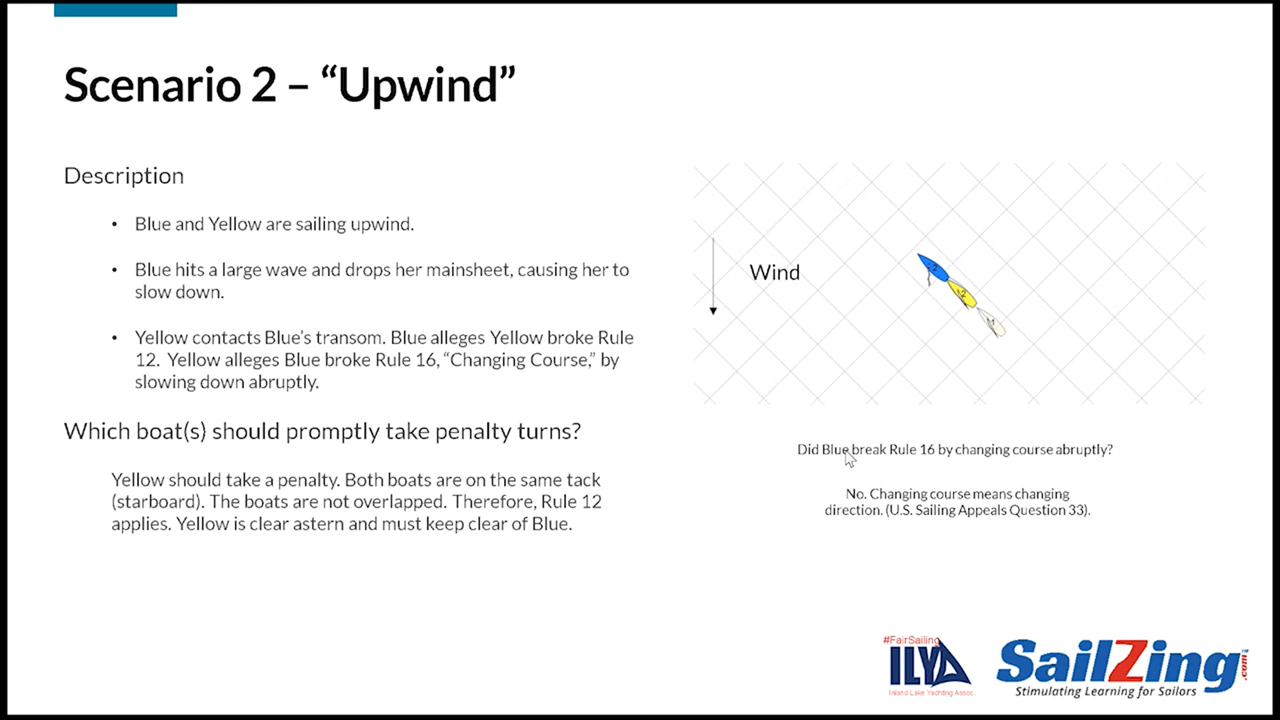 Scenario 2 – “Upwind”
Description
• Blue and Yellow are sailing upwind.
• Blue hits a large wave and drops her mainsheet, causing her to
slow down.
• Yellow contacts Blue’s transom. Blue alleges Yellow broke Rule
12. Yellow alleges Blue broke Rule 16, “Changing Course,” by
slowing down abruptly.
Which boat(s) should promptly take penalty turns?
Yellow should take a penalty. Both boats are on the same tack
(starboard). The boats are not overlapped. Therefore, Rule 12
applies. Yellow is clear astern and must keep clear of Blue.
Wind
Did Blue break Rule 16 by changing course abruptly?
No. Changing course means changing
direction. (U.S. Sailing Appeals Question 33).
#FairSailing
ILYA
Inland Lake Yachting Assoc.
SailZing.com™
Stimulating Learning for Sailors